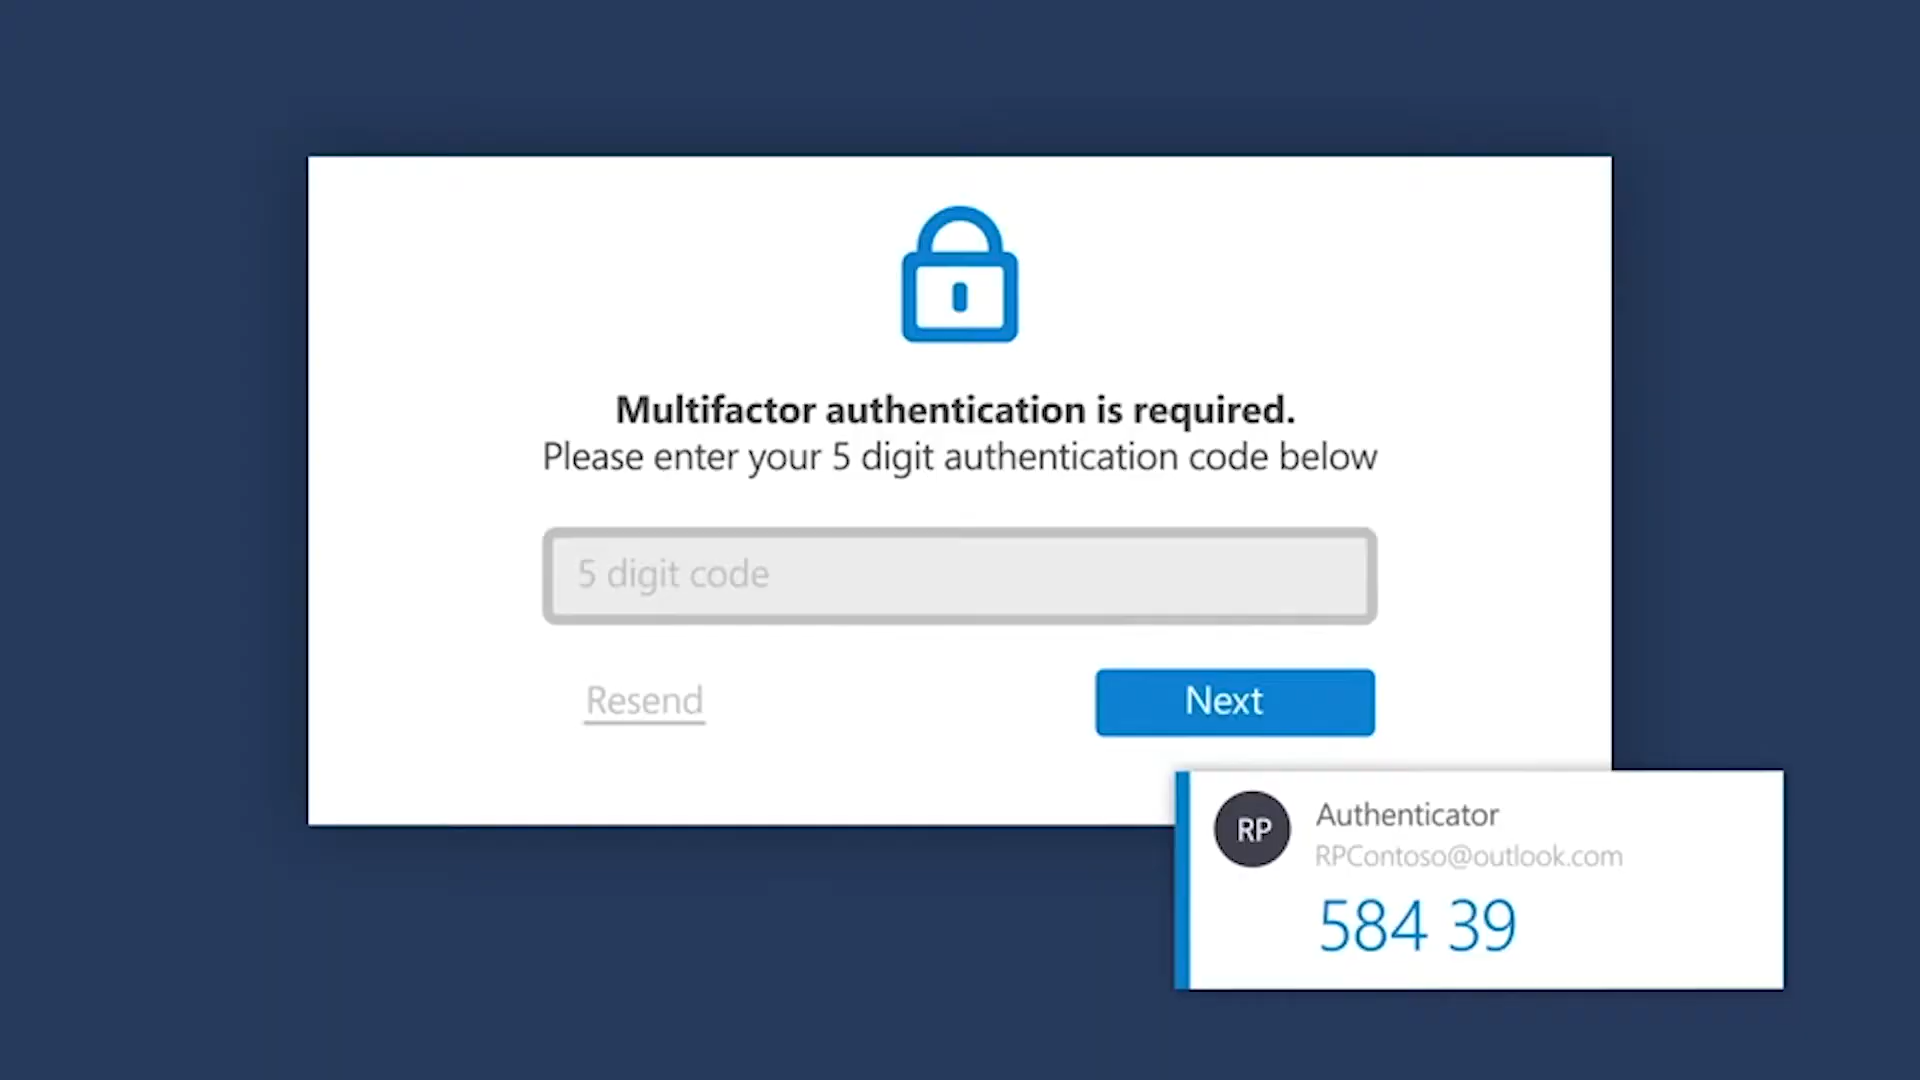 Multifactor authentication is required.
Please enter your 5 digit authentication code below
5 digit code
Resend
Next
RP
Authenticator
RPContoso@outlook.com
584 39